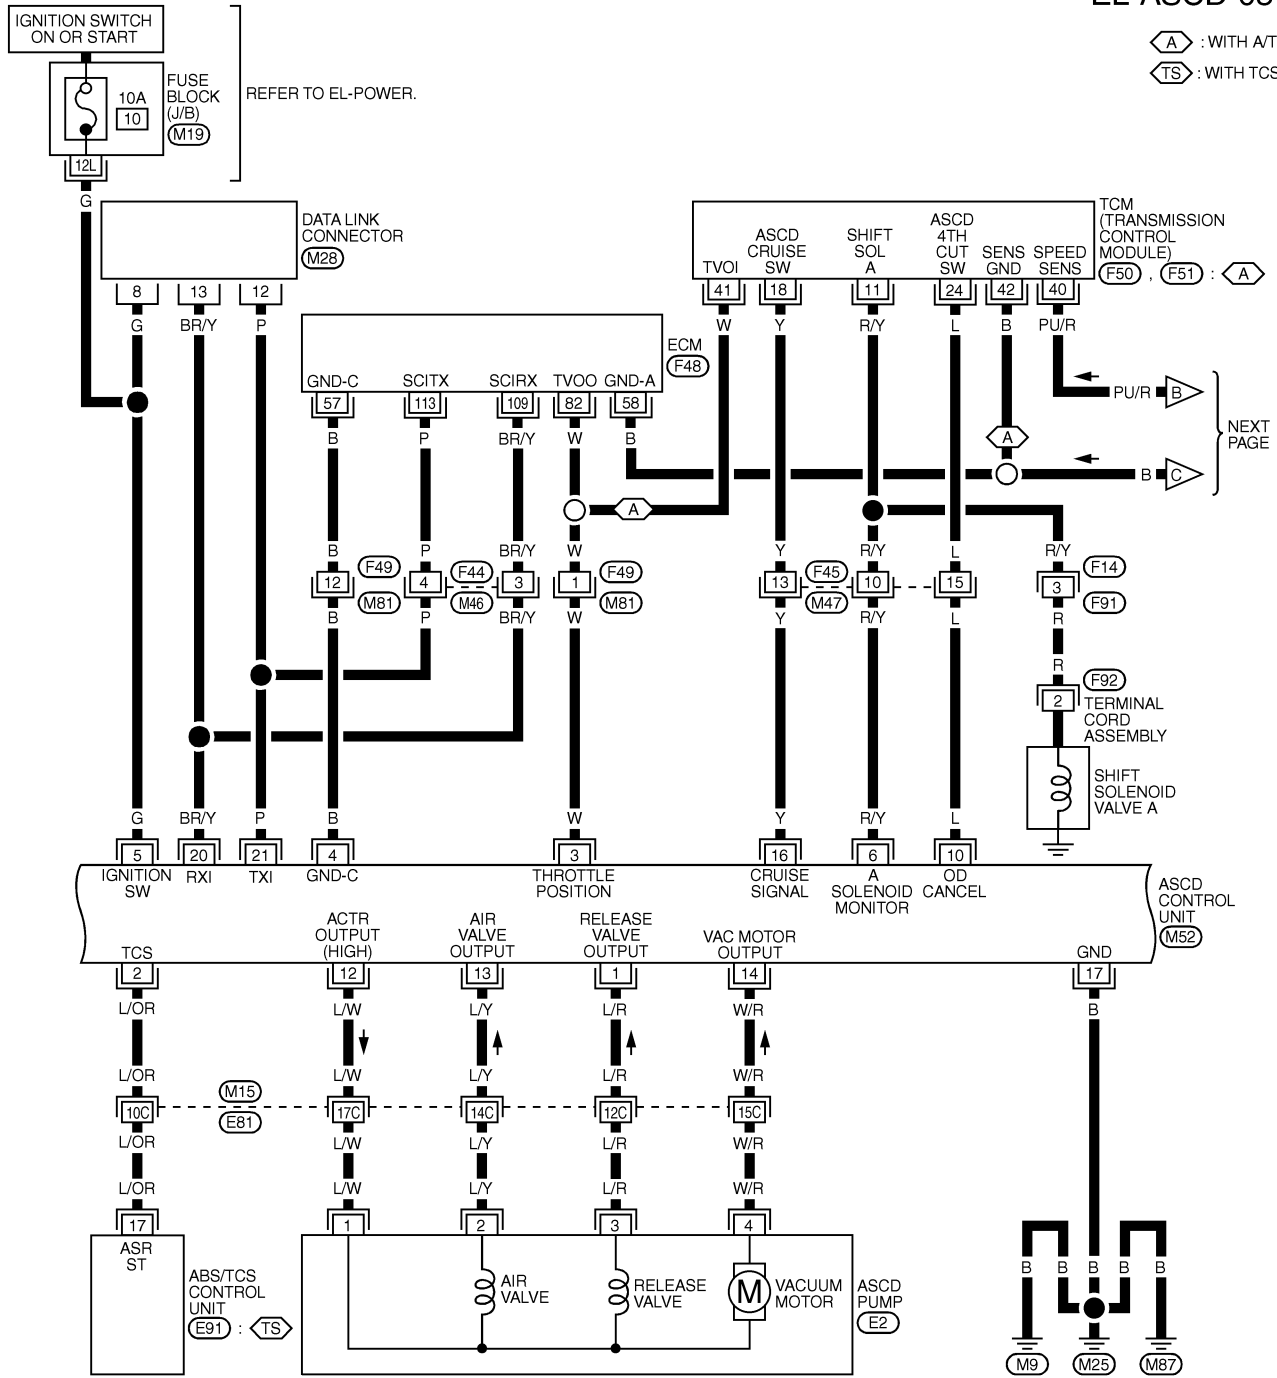 IGNITION SWITCH
ON OR START
A : WITH A/T
TS : WITH TCS
10A
10
FUSE
BLOCK
(J/B)
M19
REFER TO EL-POWER.
12L
G
DATA LINK
CONNECTOR
M28
8 13 12
G BR/Y P
TCM
(TRANSMISSION
CONTROL
MODULE)
F50 , F51 : A
TVOI
ASCD
CRUISE
SW
SHIFT
SOL
A
ASCD
4TH
CUT
SW
SENS
GND
SPEED
SENS
41 18 11 24 42 40
W Y R/Y L B PU/R
ECM
F48
GND-C SCITX SCIRX TVOO GND-A
57 113 109 82 58
B P BR/Y W B
PU/R B
A
B C
NEXT
PAGE
A
B P BR/Y W Y R/Y L R/Y
12 F49 4 F44 3 1 F49 13 F45 10 15 3 F14
M81 M46 M81 M47 F91
B P BR/Y W Y R/Y L R
R
F92
2
TERMINAL
CORD
ASSEMBLY
SHIFT
SOLENOID
VALVE A
G BR/Y P B W Y R/Y L
5 20 21 4 3 16 6 10
IGNITION
SW
RXI
TXI
GND-C
THROTTLE
POSITION
CRUISE
SIGNAL
A
SOLENOID
MONITOR
OD
CANCEL
ASCD
CONTROL
UNIT
M52
TCS
ACTR
OUTPUT
(HIGH)
AIR
VALVE
OUTPUT
RELEASE
VALVE
OUTPUT
VAC MOTOR
OUTPUT
GND
2 12 13 1 14 17
L/OR L/W L/Y L/R W/R B
L/OR L/W L/Y L/R W/R
M15
10C 17C 14C 12C 15C
E81
L/OR L/W L/Y L/R W/R
L/OR L/W L/Y L/R W/R
17 1 2 3 4
ASR
ST
ABS/TCS
CONTROL
UNIT
E91 : TS
AIR
VALVE
RELEASE
VALVE
M
VACUUM
MOTOR
ASCD
PUMP
E2
B B B B B
M9 M25 M87